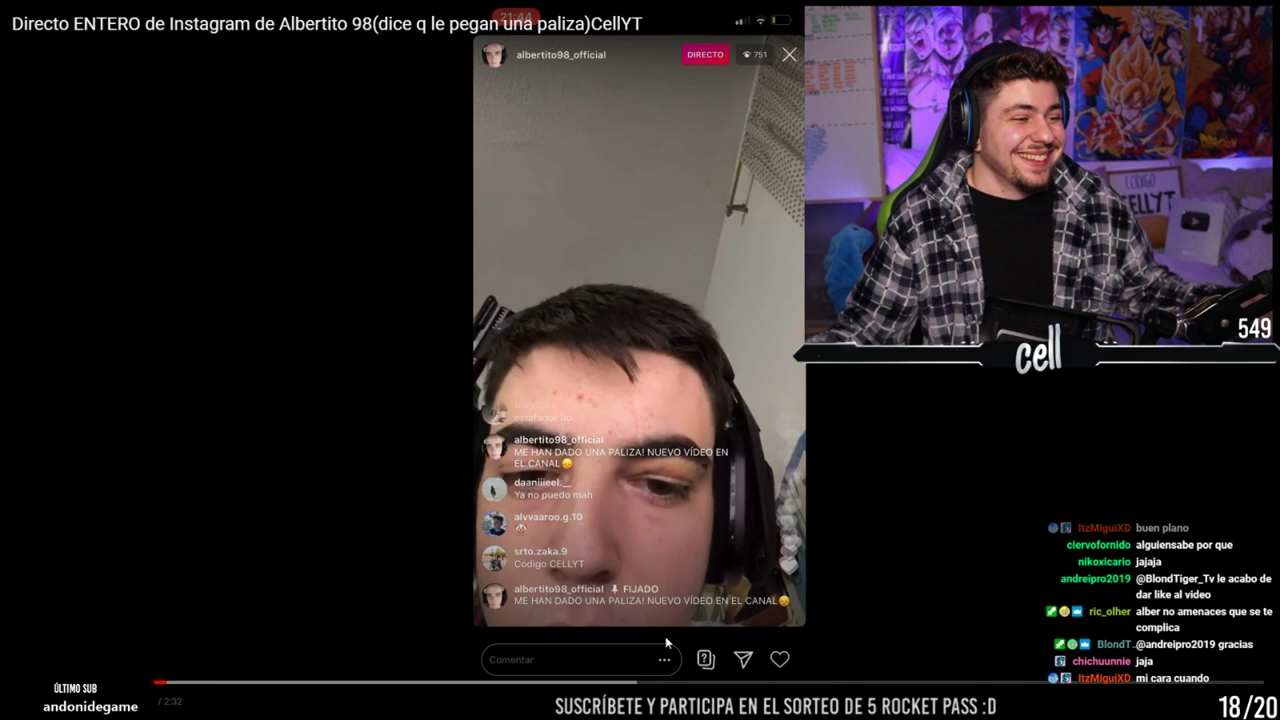 Directo ENTERO de Instagram de Albertito 98(dice q le pegan una paliza)CellYT
21:44
albertito98_official
DIRECTO
751
estafador tio
albertito98_official
ME HAN DADO UNA PALIZA! NUEVO VÍDEO EN
EL CANAL😞
daaniiieel.__
Ya no puedo mah
alvvaaroo.g.10
🤡
srto.zaka.9
Codigo CELLYT
albertito98_official FIJADO
ME HAN DADO UNA PALIZA! NUEVO VÍDEO EN EL CANAL😞
Comentar
CODIGO
CELLYT
549
cell
ItzMiguiXD buen plano
ciervofornido alguiensabe por que
nikoxicario jajaja
andreipro2019 @BlondTiger_Tv le acabo de
dar like al video
ric_olher alber no amenaces que se te
complica
BlondT.. @andreipro2019 gracias
chichuunnie jaja
ItzMiguiXD mi cara cuando
ÚLTIMO SUB
andonidegame
/ 2:32
SUSCRÍBETE Y PARTICIPA EN EL SORTEO DE 5 ROCKET PASS :D
18/20